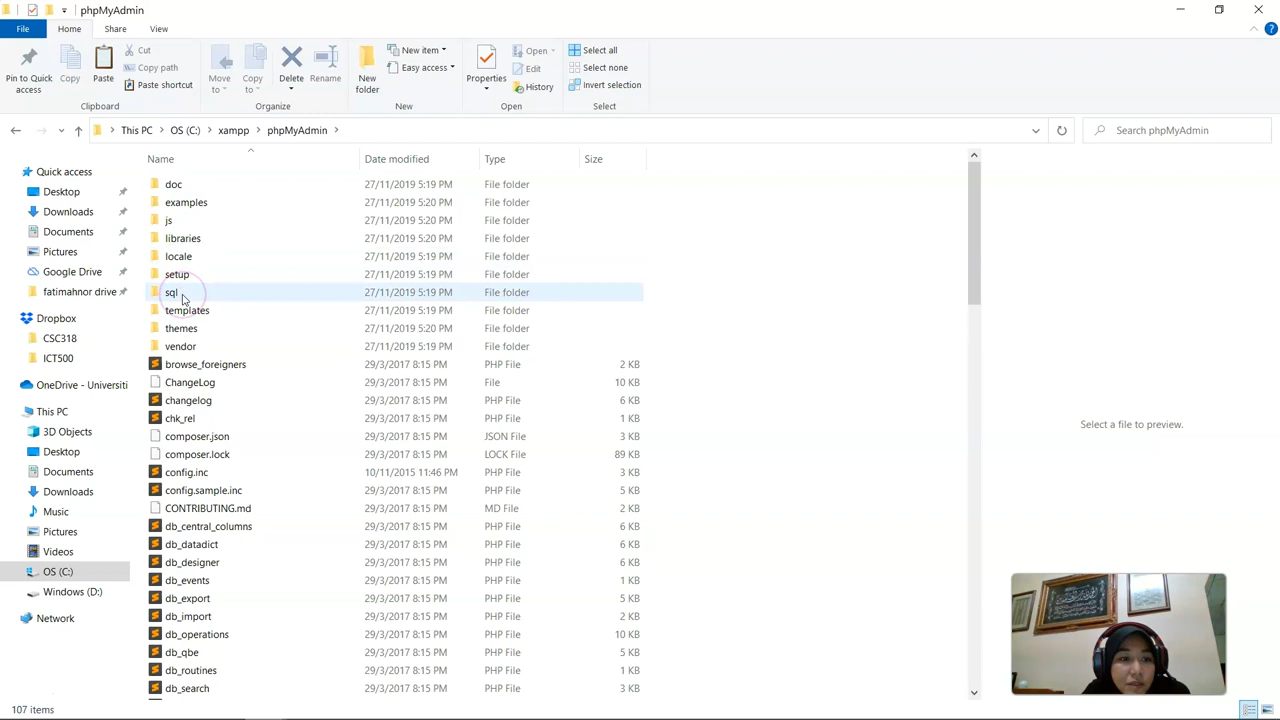 phpMyAdmin
File Home Share View
Pin to Quick access
Copy
Paste
Cut
Copy path
Paste shortcut
Clipboard
Move to
Copy to
Delete
Rename
Organize
New folder
New item
Easy access
New
Properties
Open
Edit
History
Open
Select all
Select none
Invert selection
Select
This PC OS (C:) xampp phpMyAdmin
Search phpMyAdmin
Quick access
Desktop
Downloads
Documents
Pictures
Google Drive
fatimahnor drive
Dropbox
CSC318
ICT500
OneDrive - Universiti
This PC
3D Objects
Desktop
Documents
Downloads
Music
Pictures
Videos
OS (C:)
Windows (D:)
Network
Name Date modified Type Size
doc 27/11/2019 5:19 PM File folder
examples 27/11/2019 5:20 PM File folder
js 27/11/2019 5:20 PM File folder
libraries 27/11/2019 5:20 PM File folder
locale 27/11/2019 5:19 PM File folder
setup 27/11/2019 5:19 PM File folder
sql 27/11/2019 5:19 PM File folder
templates 27/11/2019 5:19 PM File folder
themes 27/11/2019 5:20 PM File folder
vendor 27/11/2019 5:19 PM File folder
browse_foreigners 29/3/2017 8:15 PM PHP File 2 KB
ChangeLog 29/3/2017 8:15 PM File 10 KB
changelog 29/3/2017 8:15 PM PHP File 6 KB
chk_rel 29/3/2017 8:15 PM PHP File 1 KB
composer.json 29/3/2017 8:15 PM JSON File 3 KB
composer.lock 29/3/2017 8:15 PM LOCK File 89 KB
config.inc 10/11/2015 11:46 PM PHP File 3 KB
config.sample.inc 29/3/2017 8:15 PM PHP File 5 KB
CONTRIBUTING.md 29/3/2017 8:15 PM MD File 2 KB
db_central_columns 29/3/2017 8:15 PM PHP File 6 KB
db_datadict 29/3/2017 8:15 PM PHP File 6 KB
db_designer 29/3/2017 8:15 PM PHP File 6 KB
db_events 29/3/2017 8:15 PM PHP File 1 KB
db_export 29/3/2017 8:15 PM PHP File 5 KB
db_import 29/3/2017 8:15 PM PHP File 2 KB
db_operations 29/3/2017 8:15 PM PHP File 10 KB
db_qbe 29/3/2017 8:15 PM PHP File 5 KB
db_routines 29/3/2017 8:15 PM PHP File 1 KB
db_search 29/3/2017 8:15 PM PHP File 3 KB
Select a file to preview.
107 items